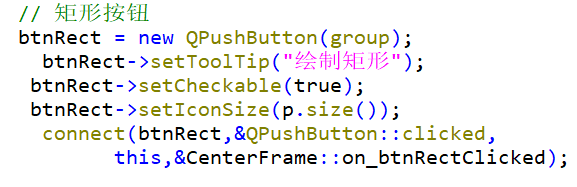 // 矩形按钮
btnRect = new QPushButton(group);
btnRect->setToolTip("绘制矩形");
btnRect->setCheckable(true);
btnRect->setIconSize(p.size());
connect(btnRect,&QPushButton::clicked,
this,&CenterFrame::on_btnRectClicked);